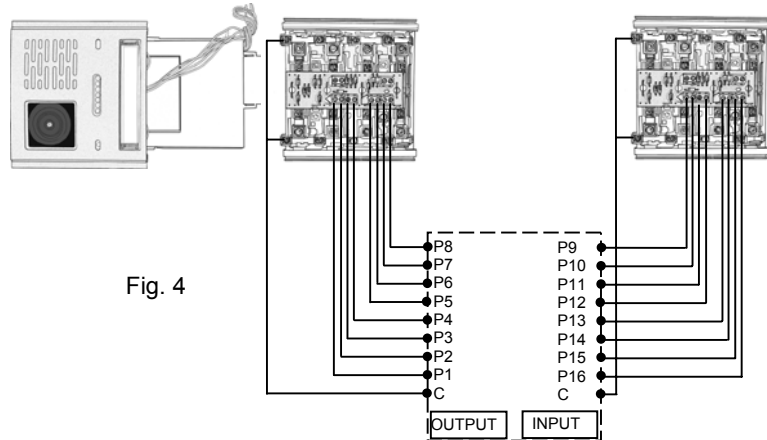 Fig. 4
P8 P9
P7 P10
P6 P11
P5 P12
P4 P13
P3 P14
P2 P15
P1 P16
C C
OUTPUT INPUT